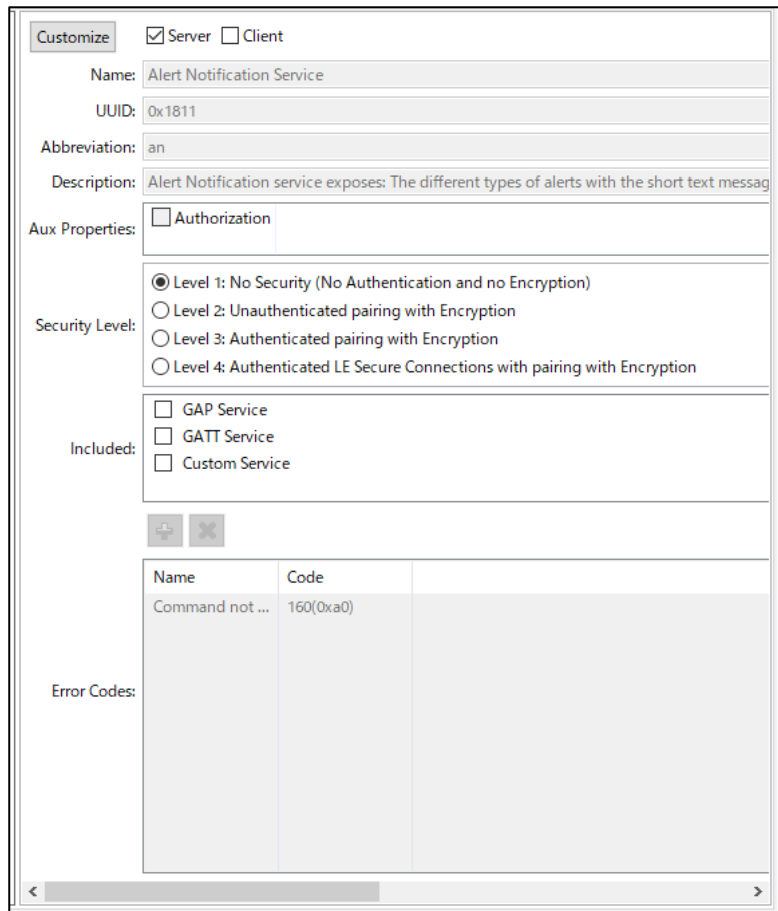 Customize Server Client
Name: Alert Notification Service
UUID: 0x1811
Abbreviation: an
Description: Alert Notification service exposes: The different types of alerts with the short text messag
Aux Properties: Authorization
Security Level:
Level 1: No Security (No Authentication and no Encryption)
Level 2: Unauthenticated pairing with Encryption
Level 3: Authenticated pairing with Encryption
Level 4: Authenticated LE Secure Connections with pairing with Encryption
Included:
GAP Service
GATT Service
Custom Service
Error Codes:
Name Code
Command not ... 160(0xa0)